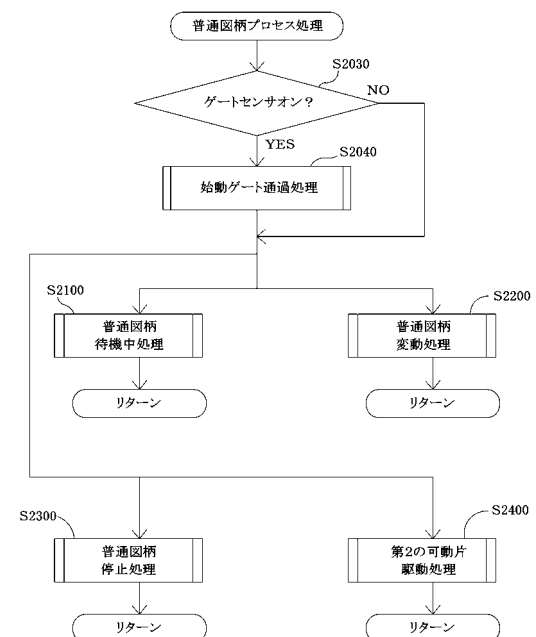 普通図柄プロセス処理
S2030
ゲートセンサオン？
NO
YES
S2040
始動ゲート通過処理
S2100
普通図柄
待機中処理
リターン
S2200
普通図柄
変動処理
リターン
S2300
普通図柄
停止処理
リターン
S2400
第2の可動片
駆動処理
リターン